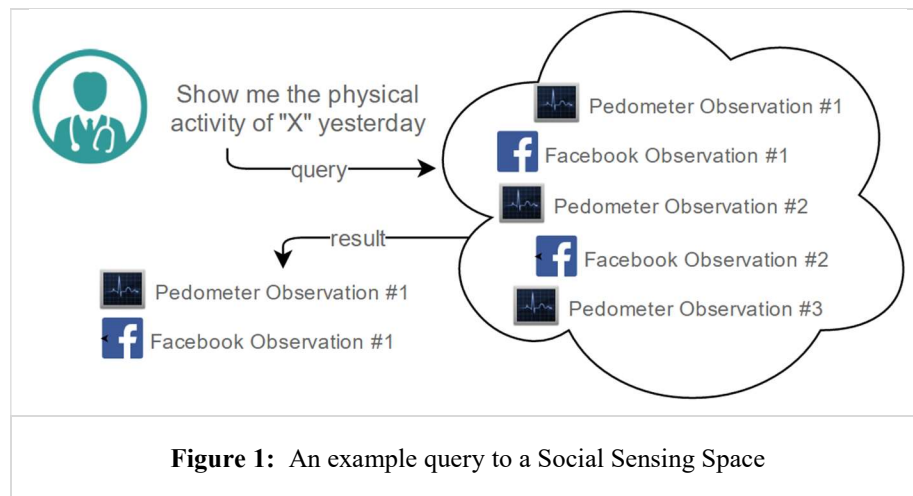 Show me the physical
activity of "X" yesterday
query
Pedometer Observation #1
Facebook Observation #1
Pedometer Observation #2
Facebook Observation #2
Pedometer Observation #3
result
Pedometer Observation #1
Facebook Observation #1
Figure 1: An example query to a Social Sensing Space